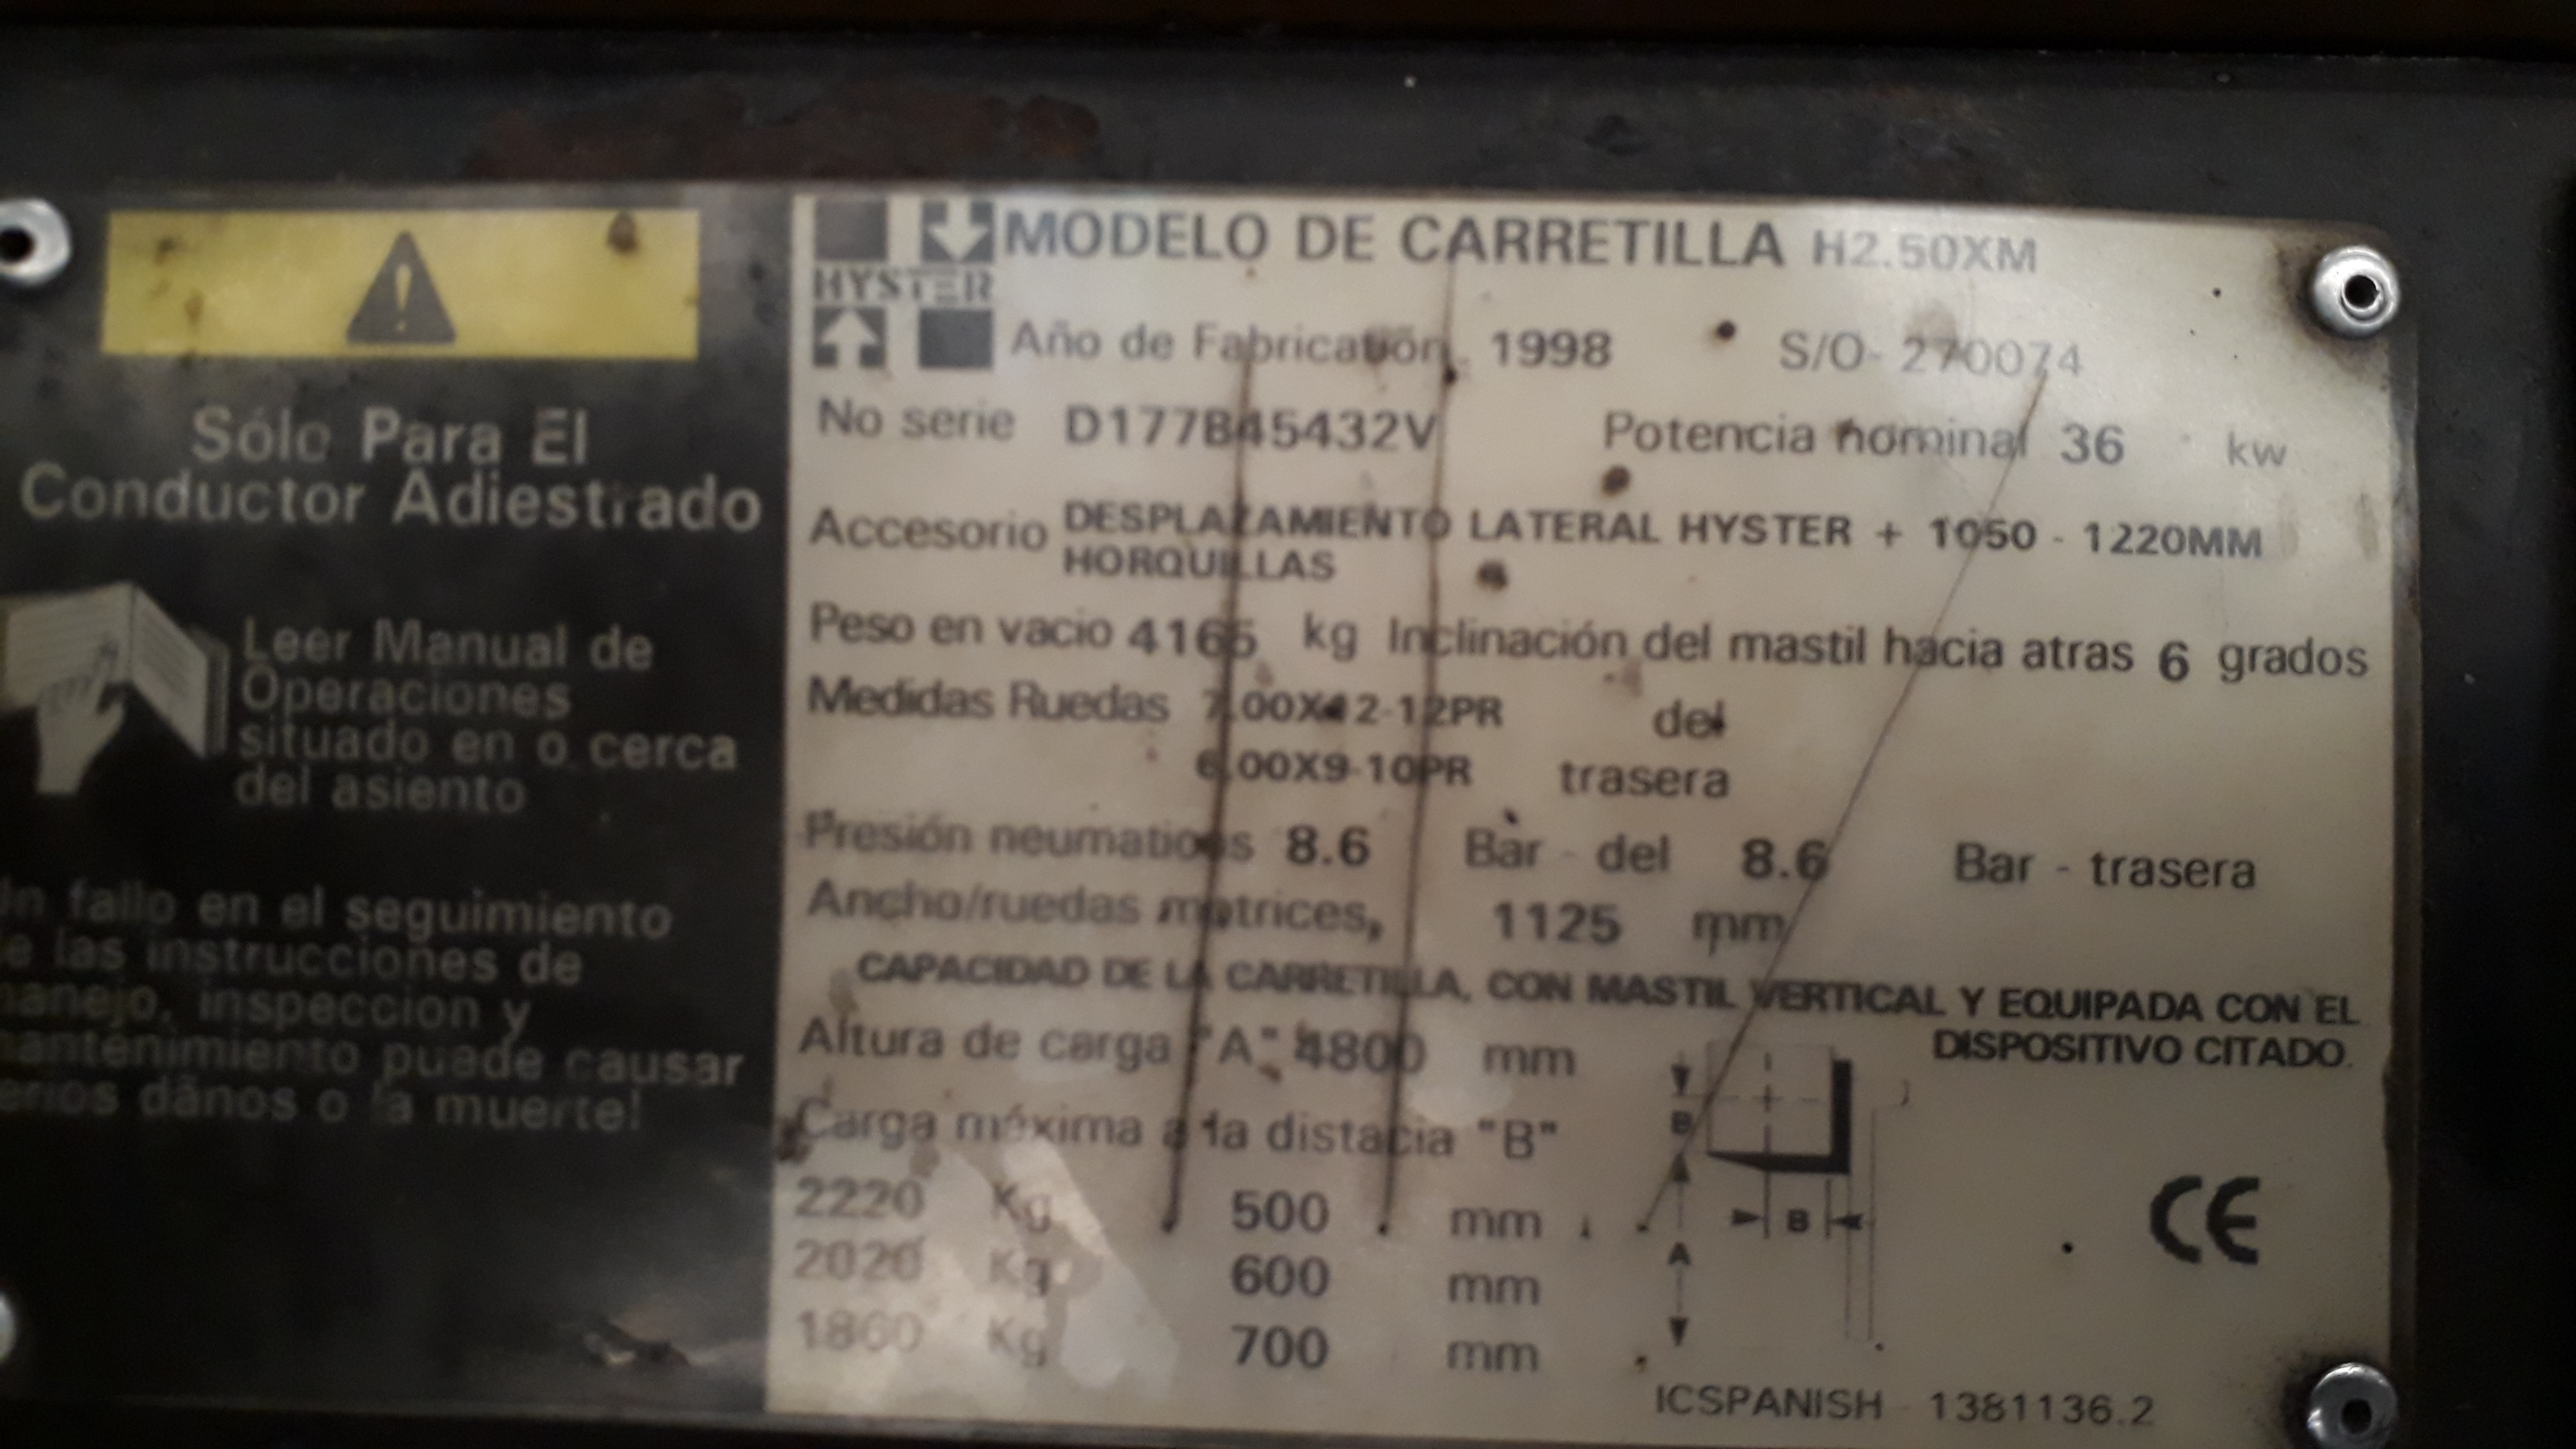 Sólo Para El
Conductor Adiestrado
Leer Manual de
Operaciones
situado en o cerca
del asiento
Un fallo en el seguimiento
de las instrucciones de
manejo, inspeccion y
mantenimiento puede causar
serios dãnos o la muerte!
HYSTER
MODELO DE CARRETILLA H2.50XM
Año de Fabricatión 1998 S/O- 270074
No serie D177B45432V Potencia nominal 36 kw
Accesorio DESPLAZAMIENTO LATERAL HYSTER + 1050 - 1220MM
HORQUILLAS
Peso en vacio 4165 kg Inclinación del mastil hacia atras 6 grados
Medidas Ruedas 7.00X12-12PR del
6.00X9-10PR trasera
Presión neumaticos 8.6 Bar - del 8.6 Bar - trasera
Ancho/ruedas motrices, 1125 mm
CAPACIDAD DE LA CARRETILLA, CON MASTIL VERTICAL Y EQUIPADA CON EL
DISPOSITIVO CITADO.
Altura de carga "A" 4800 mm
Carga máxima a la distacia "B"
2220 Kg 500 mm
2020 Kg 600 mm
1860 Kg 700 mm
B
B
A
CE
ICSPANISH - 1381136.2